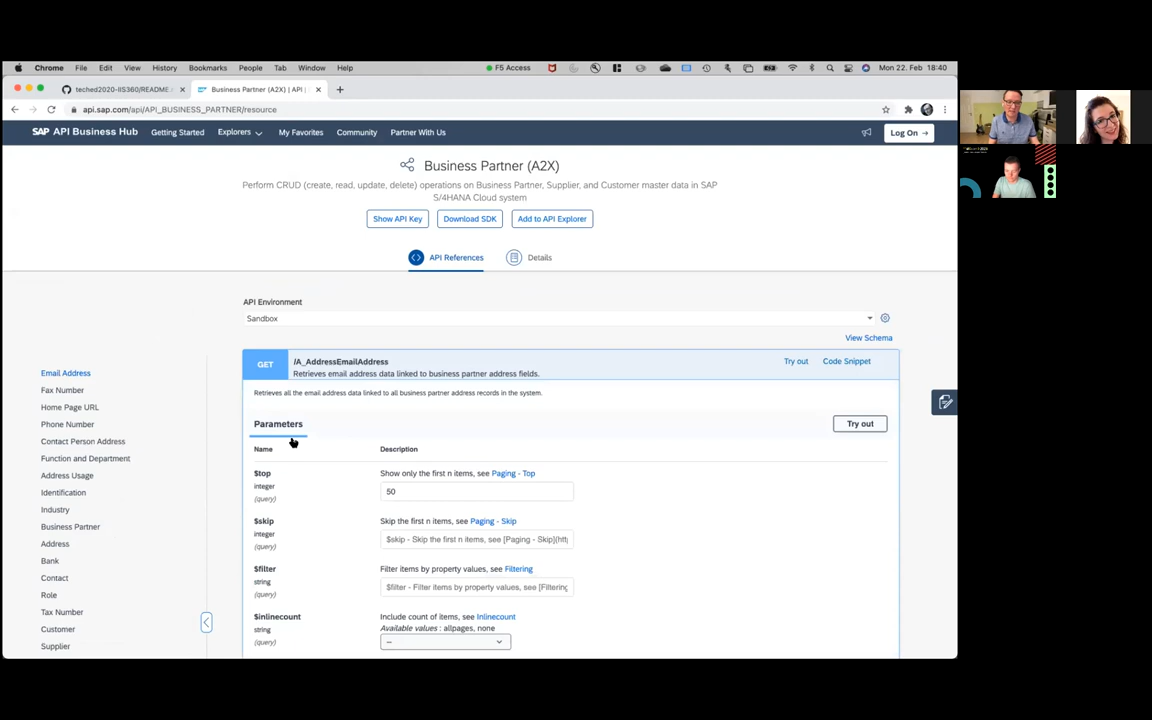 Chrome File Edit View History Bookmarks People Tab Window Help F5 Access Mon 22. Feb 18:40
teched2020-IIS360/README. Business Partner (A2X) | API
api.sap.com/api/API_BUSINESS_PARTNER/resource
SAP API Business Hub Getting Started Explorers My Favorites Community Partner With Us Log On
Business Partner (A2X)
Perform CRUD (create, read, update, delete) operations on Business Partner, Supplier, and Customer master data in SAP
S/4HANA Cloud system
Show API Key Download SDK Add to API Explorer
API References Details
API Environment
Sandbox
View Schema
GET /A_AddressEmailAddress Try out Code Snippet
Retrieves email address data linked to business partner address fields.
Retrieves all the email address data linked to all business partner address records in the system.
Parameters Try out
Name Description
$top Show only the first n items, see Paging - Top
integer
(query) 50
$skip Skip the first n items, see Paging - Skip
integer
(query) $skip - Skip the first n items, see [Paging - Skip](htt
$filter Filter items by property values, see Filtering
string
(query) $filter - Filter items by property values, see [Filtering
$inlinecount Include count of items, see Inlinecount
string Available values : allpages, none
(query) --
Email Address
Fax Number
Home Page URL
Phone Number
Contact Person Address
Function and Department
Address Usage
Identification
Industry
Business Partner
Address
Bank
Contact
Role
Tax Number
Customer
Supplier